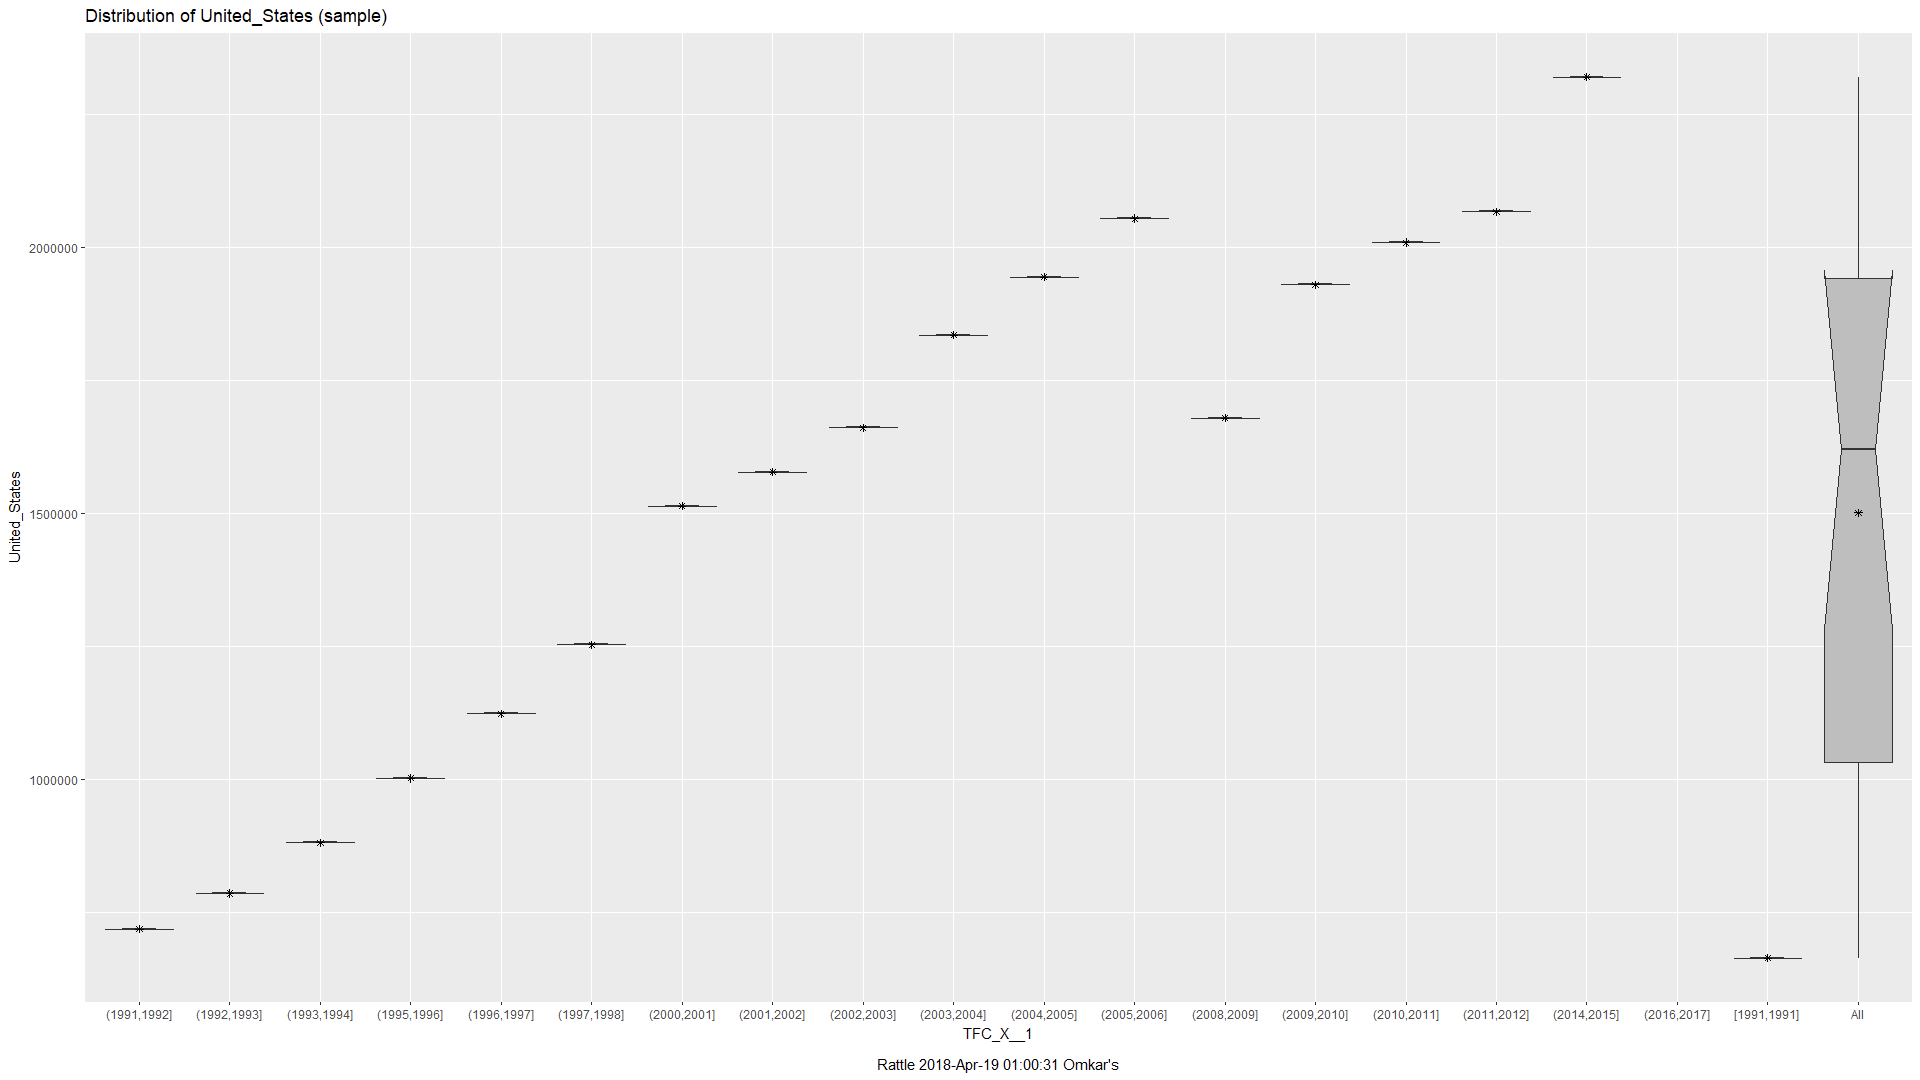 Distribution of United_States (sample)
United_States
2000000
1500000
1000000
(1991,1992] (1992,1993] (1993,1994] (1995,1996] (1996,1997] (1997,1998] (2000,2001] (2001,2002] (2002,2003] (2003,2004] (2004,2005] (2005,2006] (2008,2009] (2009,2010] (2010,2011] (2011,2012] (2014,2015] (2016,2017] [1991,1991] All
TFC_X__1
Rattle 2018-Apr-19 01:00:31 Omkar's